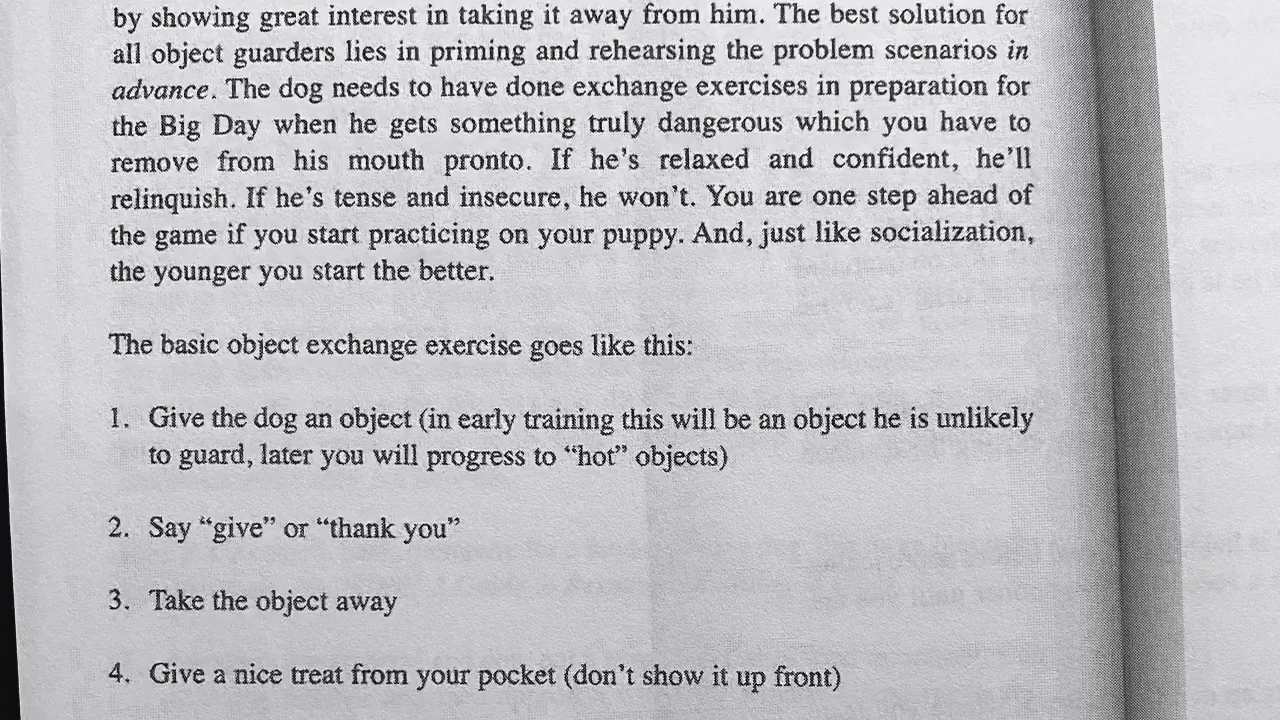 by showing great interest in taking it away from him. The best solution for
all object guarders lies in priming and rehearsing the problem scenarios in
advance. The dog needs to have done exchange exercises in preparation for
the Big Day when he gets something truly dangerous which you have to
remove from his mouth pronto. If he’s relaxed and confident, he’ll
relinquish. If he’s tense and insecure, he won’t. You are one step ahead of
the game if you start practicing on your puppy. And, just like socialization,
the younger you start the better.
The basic object exchange exercise goes like this:
1. Give the dog an object (in early training this will be an object he is unlikely
to guard, later you will progress to “hot” objects)
2. Say “give” or “thank you”
3. Take the object away
4. Give a nice treat from your pocket (don’t show it up front)